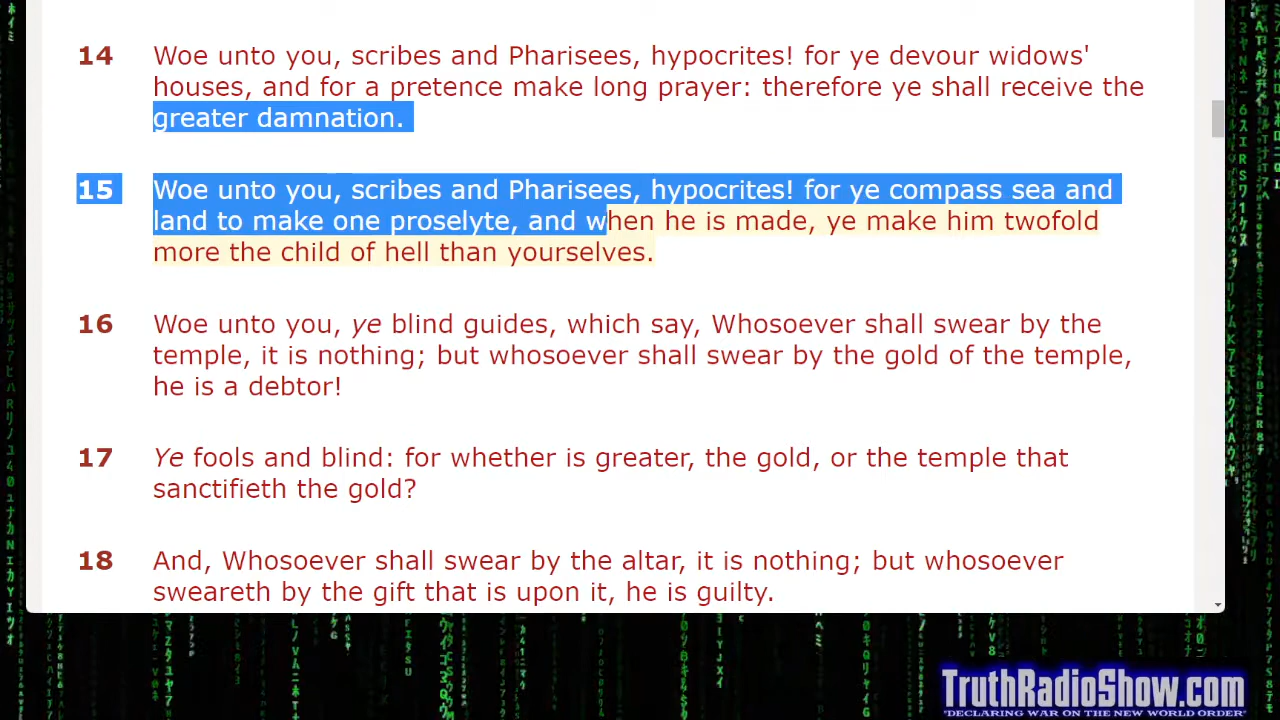 14 Woe unto you, scribes and Pharisees, hypocrites! for ye devour widows'
houses, and for a pretence make long prayer: therefore ye shall receive the
greater damnation.
15 Woe unto you, scribes and Pharisees, hypocrites! for ye compass sea and
land to make one proselyte, and when he is made, ye make him twofold
more the child of hell than yourselves.
16 Woe unto you, ye blind guides, which say, Whosoever shall swear by the
temple, it is nothing; but whosoever shall swear by the gold of the temple,
he is a debtor!
17 Ye fools and blind: for whether is greater, the gold, or the temple that
sanctifieth the gold?
18 And, Whosoever shall swear by the altar, it is nothing; but whosoever
sweareth by the gift that is upon it, he is guilty.
TruthRadioShow.com
"DECLARING WAR ON THE NEW WORLD ORDER"